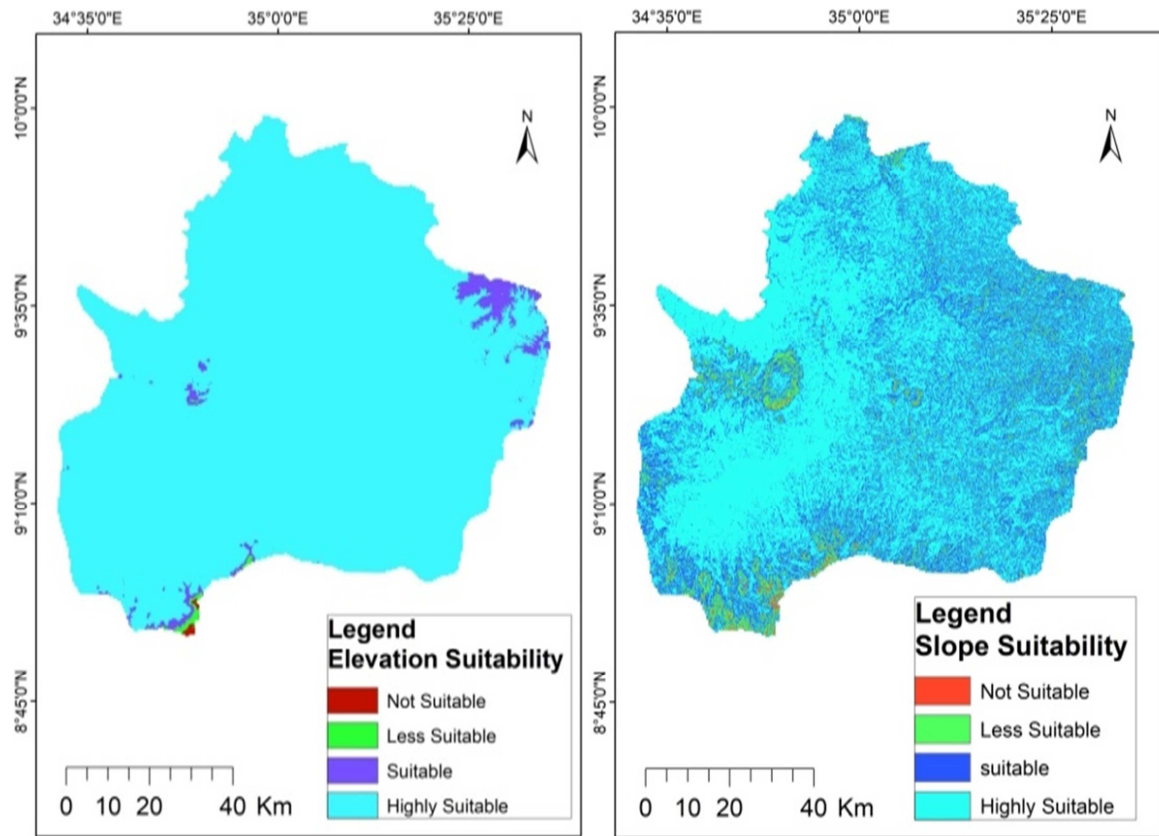 34°35'0"E 35°0'0"E 35°25'0"E
10°0'0"N
9°35'0"N
9°10'0"N
8°45'0"N
N
Legend
Elevation Suitability
Not Suitable
Less Suitable
Suitable
Highly Suitable
0 10 20 40 Km
34°35'0"E 35°0'0"E 35°25'0"E
10°0'0"N
9°35'0"N
9°10'0"N
8°45'0"N
N
Legend
Slope Suitability
Not Suitable
Less Suitable
suitable
Highly Suitable
0 10 20 40 Km